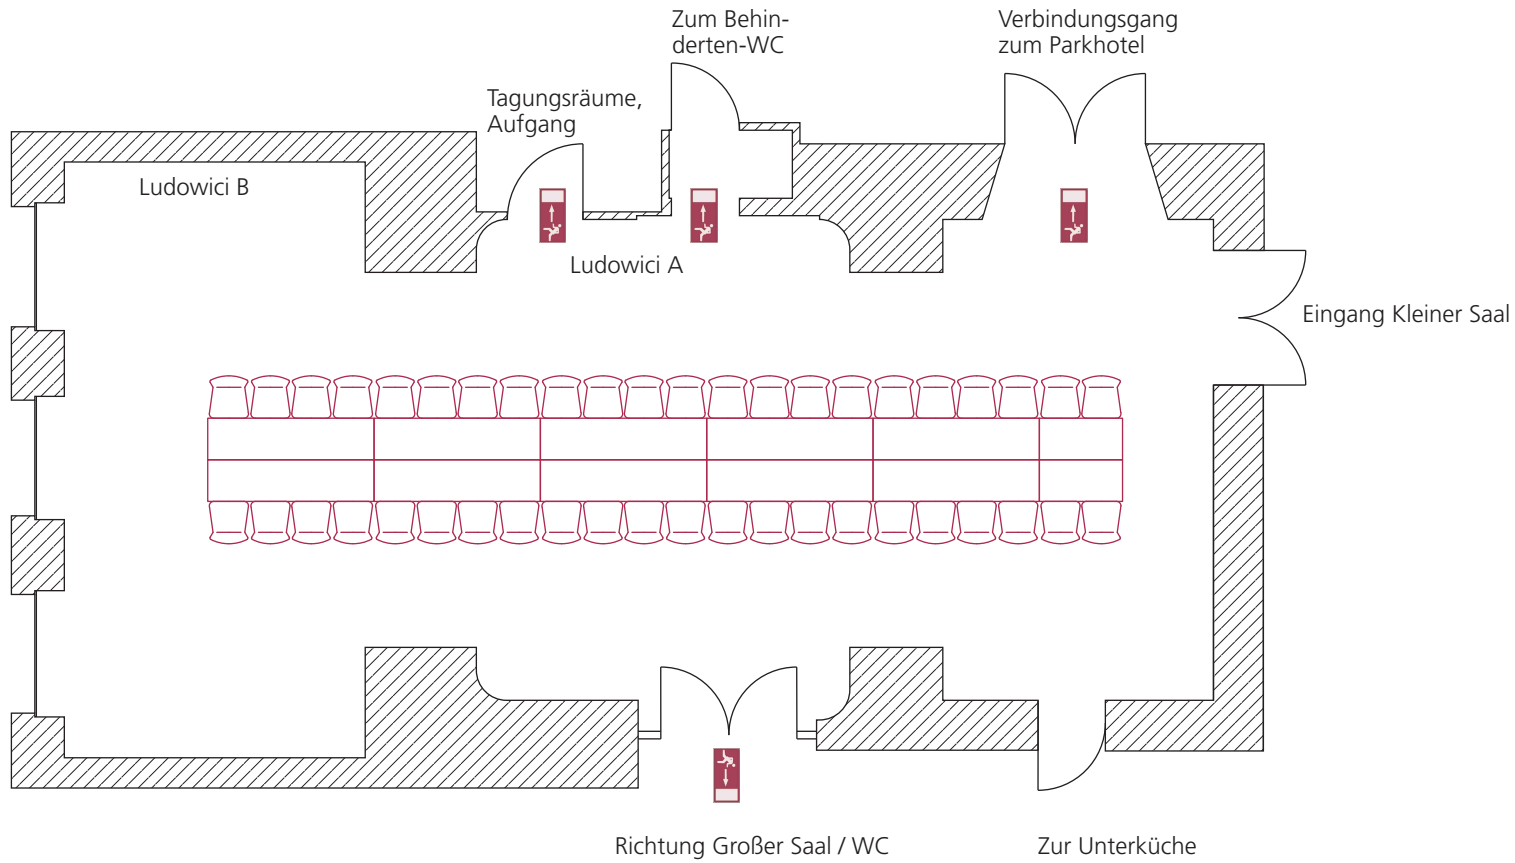 Zum Behin-
derten-WC
Verbindungsgang
zum Parkhotel
Tagungsräume,
Aufgang
Ludowici B
Ludowici A
Eingang Kleiner Saal
Richtung Großer Saal / WC
Zur Unterküche